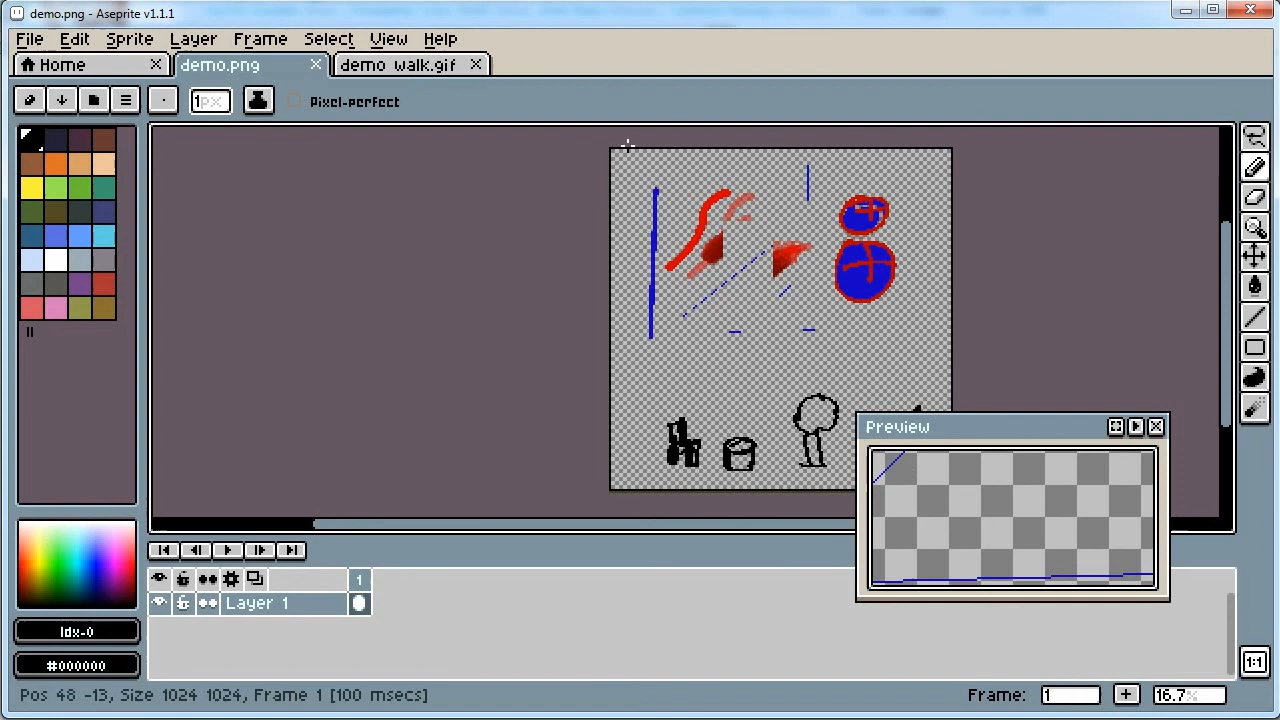 demo.png - Aseprite v1.1.1
File Edit Sprite Layer Frame Select View Help
Home demo.png demo walk.gif
1px Pixel-perfect
Preview
1
Layer 1
Idx-0
#000000
1:1
Pos 48 -13, Size 1024 1024, Frame 1 [100 msecs] Frame: 1 + 16.7%